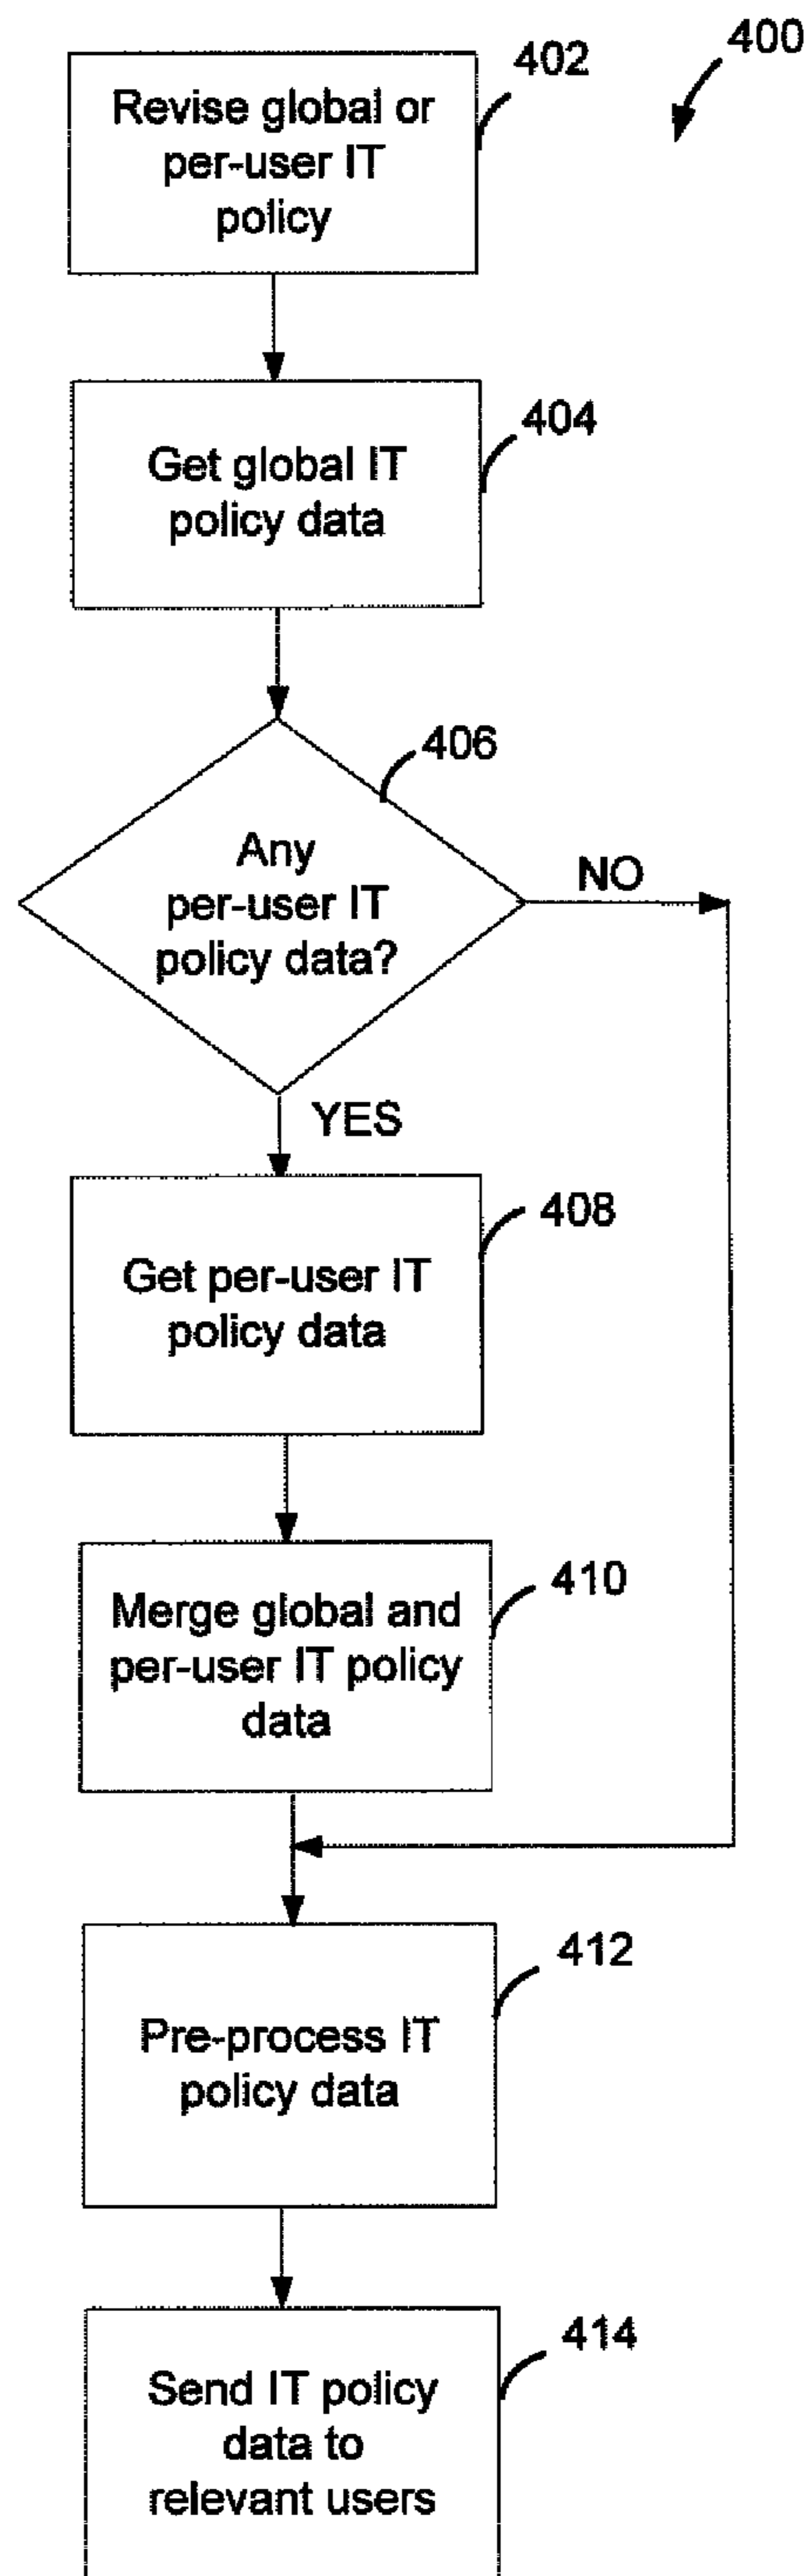 400
402
Revise global or
per-user IT
policy
404
Get global IT
policy data
406
Any
per-user IT
policy data?
NO
YES
408
Get per-user IT
policy data
410
Merge global and
per-user IT policy
data
412
Pre-process IT
policy data
414
Send IT policy
data to
relevant users